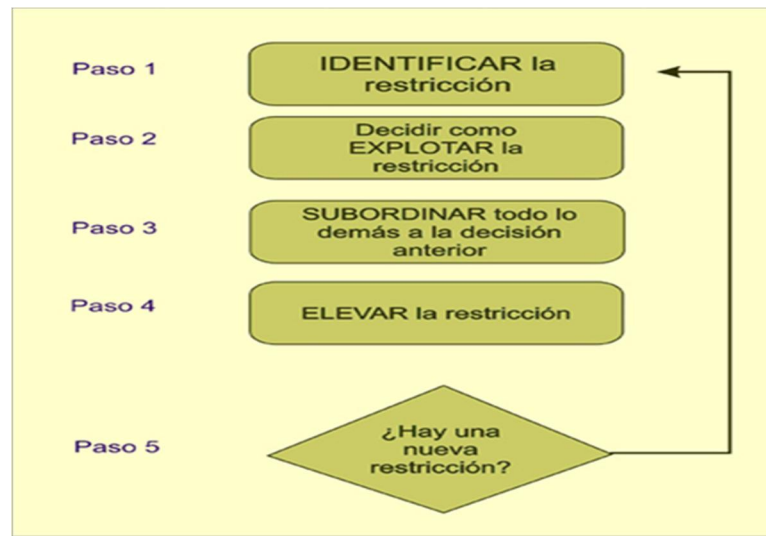 Paso 1
IDENTIFICAR la
restricción
Paso 2
Decidir como
EXPLOTAR la
restricción
Paso 3
SUBORDINAR todo lo
demás a la decisión
anterior
Paso 4
ELEVAR la restricción
Paso 5
¿Hay una
nueva
restricción?